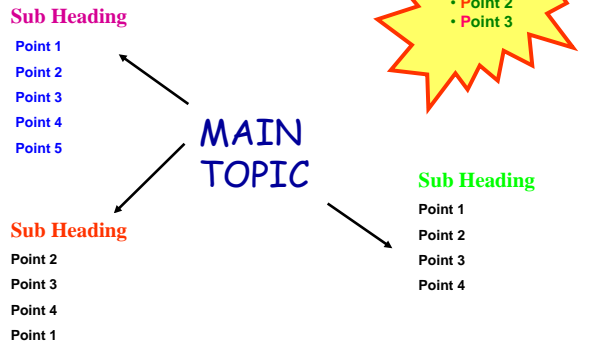 Sub Heading
Point 1
Point 2
Point 3
Point 4
Point 5
• Point 2
• Point 3
MAIN
TOPIC
Sub Heading
Point 1
Point 2
Point 3
Point 4
Sub Heading
Point 2
Point 3
Point 4
Point 1